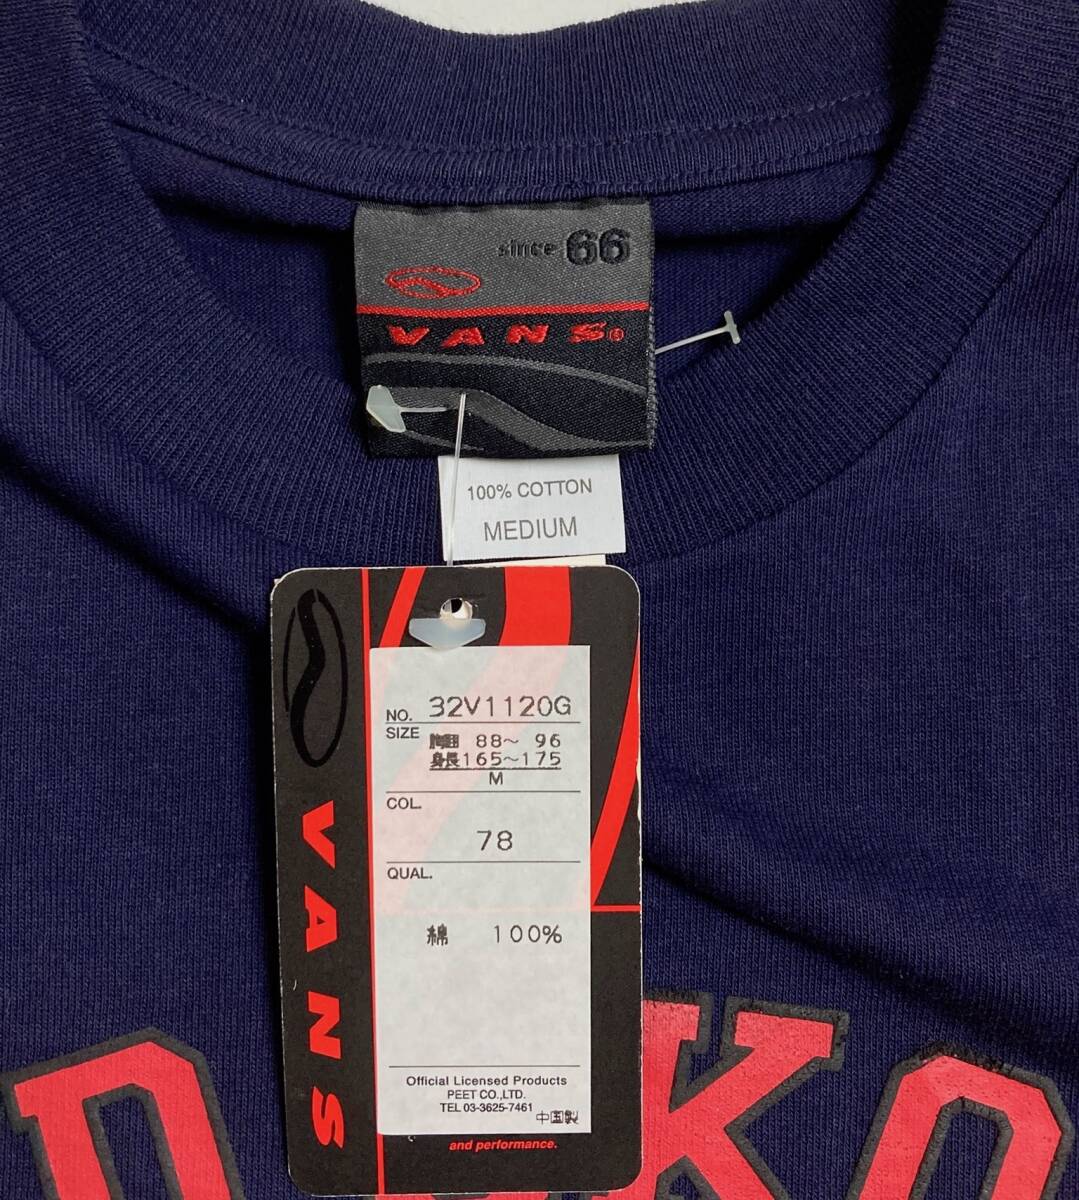 since 66
VANS®
100% COTTON
MEDIUM
VANS
NO. 32V1120G
SIZE 胸囲 88～ 96
身長165～175
M
COL.
78
QUAL.
綿 100%
Official Licensed Products
PEET CO.,LTD.
TEL 03-3625-7461
中国製
and performance.